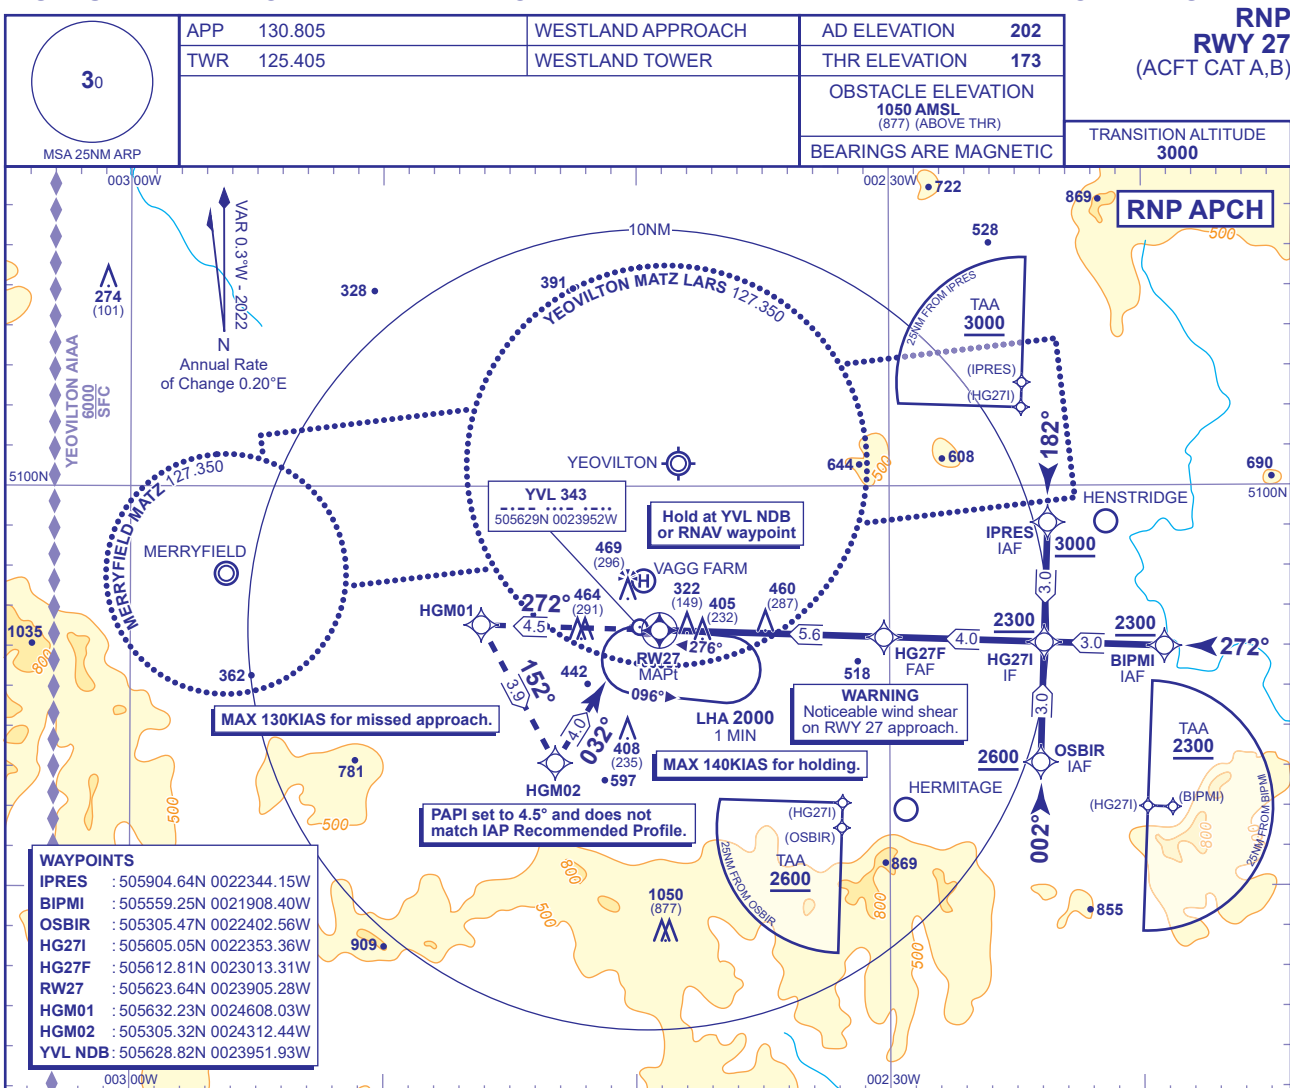 RNP
RWY 27
(ACFT CAT A,B)
APP 130.805 WESTLAND APPROACH
TWR 125.405 WESTLAND TOWER
AD ELEVATION 202
THR ELEVATION 173
OBSTACLE ELEVATION
1050 AMSL
(877) (ABOVE THR)
BEARINGS ARE MAGNETIC
TRANSITION ALTITUDE
3000
30
MSA 25NM ARP
003 00W
002 30W
722
869
RNP APCH
500
528
10NM
VAR 0.3°W - 2022
N
Annual Rate
of Change 0.20°E
274
(101)
328
391
YEOVILTON MATZ LARS 127.350
25NM FROM IPRES
TAA
3000
(IPRES)
(HG27I)
YEOVILTON AIAA
6000
SFC
182°
MERRYFIELD MATZ 127.350
YEOVILTON
644
500
608
690
5100N
5100N
YVL 343
505629N 0023952W
Hold at YVL NDB
or RNAV waypoint
HENSTRIDGE
IPRES
IAF
3000
MERRYFIELD
469
(296)
H
VAGG FARM
3.0
HGM01
272°
4.5
464
(291)
322
(149)
405
(232)
460
(287)
5.6
4.0
2300
3.0
2300
272°
1035
800
RW27
MAPt
276°
HG27F
FAF
HG27I
IF
BIPMI
IAF
362
152°
3.9
442
096°
518
3.0
MAX 130KIAS for missed approach.
4.0
032°
LHA 2000
1 MIN
WARNING
Noticeable wind shear
on RWY 27 approach.
TAA
2300
408
(235)
MAX 140KIAS for holding.
2600
OSBIR
IAF
781
HGM02
597
HERMITAGE
(HG27I)
(BIPMI)
25NM FROM BIPMI
500
500
PAPI set to 4.5° and does not
match IAP Recommended Profile.
(HG27I)
(OSBIR)
TAA
2600
25NM FROM OSBIR
002°
800
800
869
800
500
1050
(877)
855
500
500
909
WAYPOINTS
IPRES : 505904.64N 0022344.15W
BIPMI : 505559.25N 0021908.40W
OSBIR : 505305.47N 0022402.56W
HG27I : 505605.05N 0022353.36W
HG27F : 505612.81N 0023013.31W
RW27 : 505623.64N 0023905.28W
HGM01 : 505632.23N 0024608.03W
HGM02 : 505305.32N 0024312.44W
YVL NDB : 505628.82N 0023951.93W
003 00W
002 30W